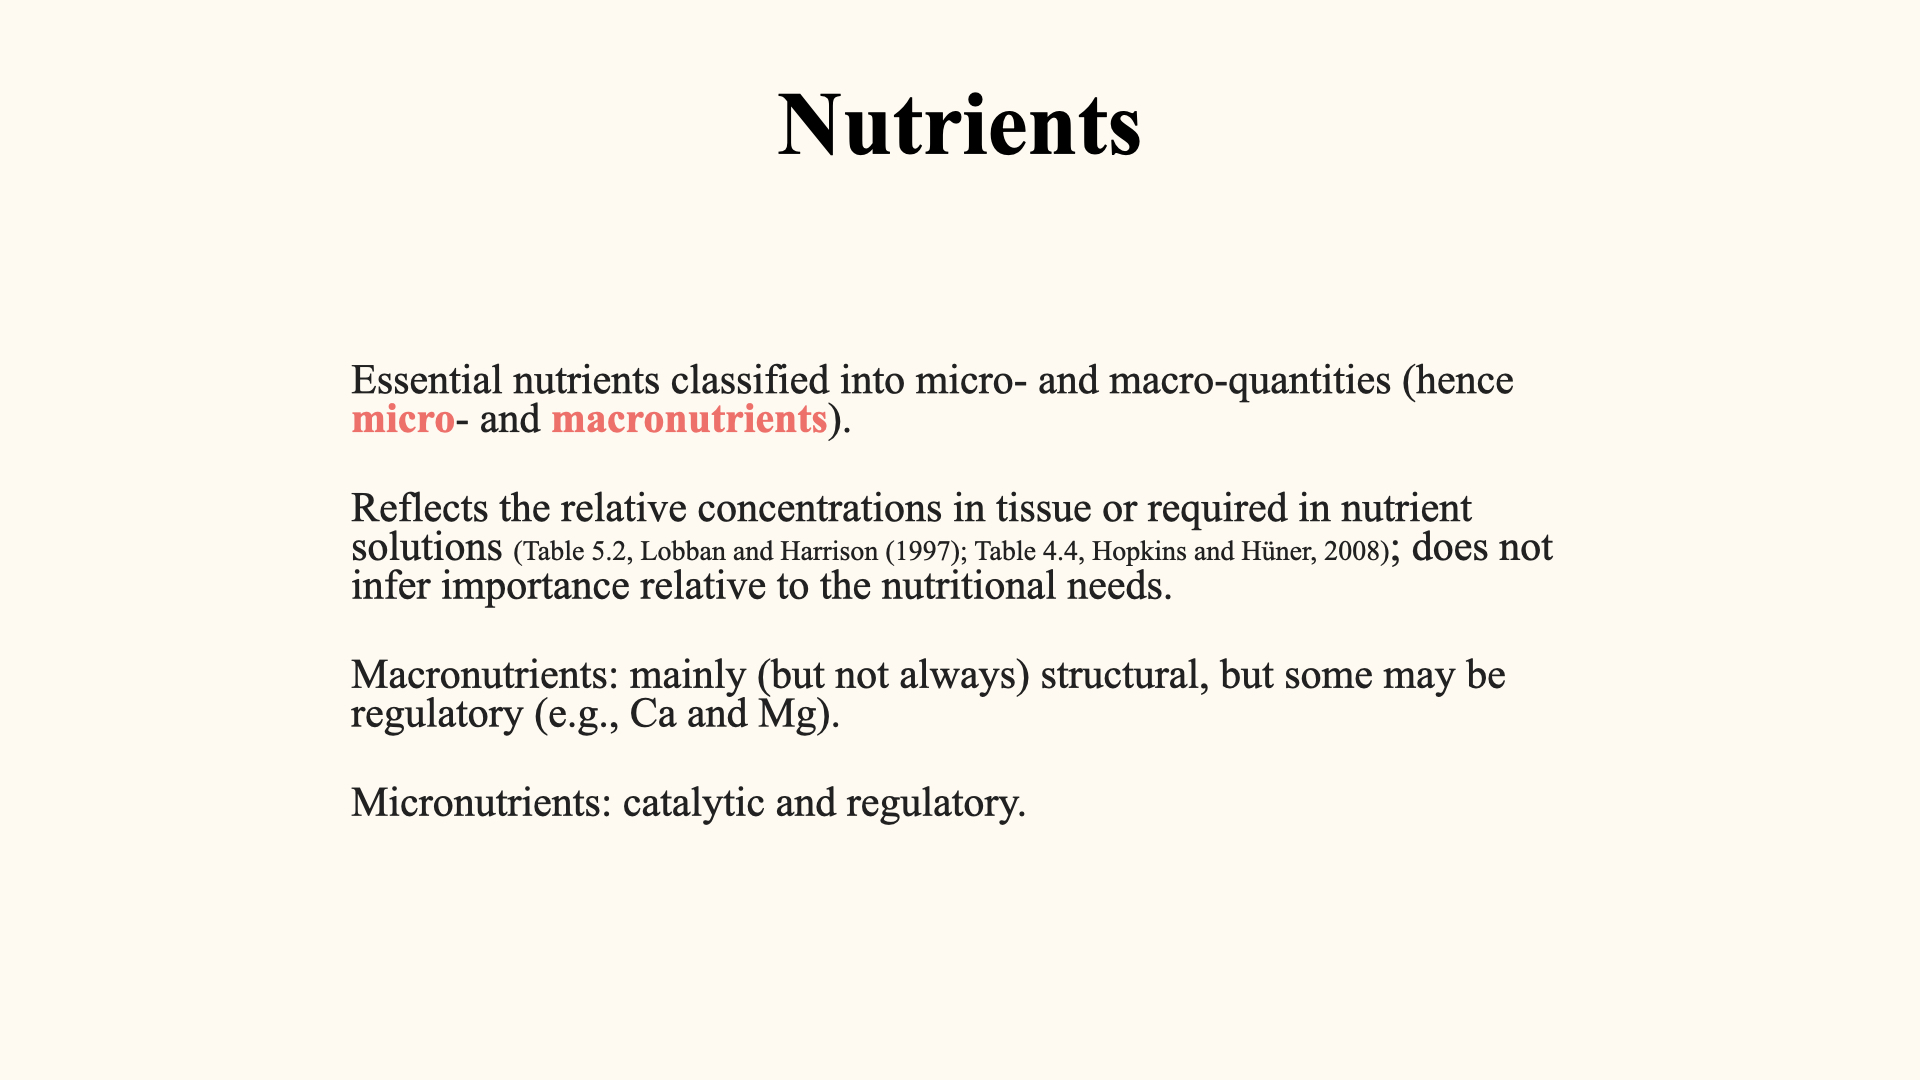 Nutrients
Essential nutrients classified into micro- and macro-quantities (hence
micro- and macronutrients).
Reflects the relative concentrations in tissue or required in nutrient
solutions (Table 5.2, Lobban and Harrison (1997); Table 4.4, Hopkins and Hüner, 2008); does not
infer importance relative to the nutritional needs.
Macronutrients: mainly (but not always) structural, but some may be
regulatory (e.g., Ca and Mg).
Micronutrients: catalytic and regulatory.